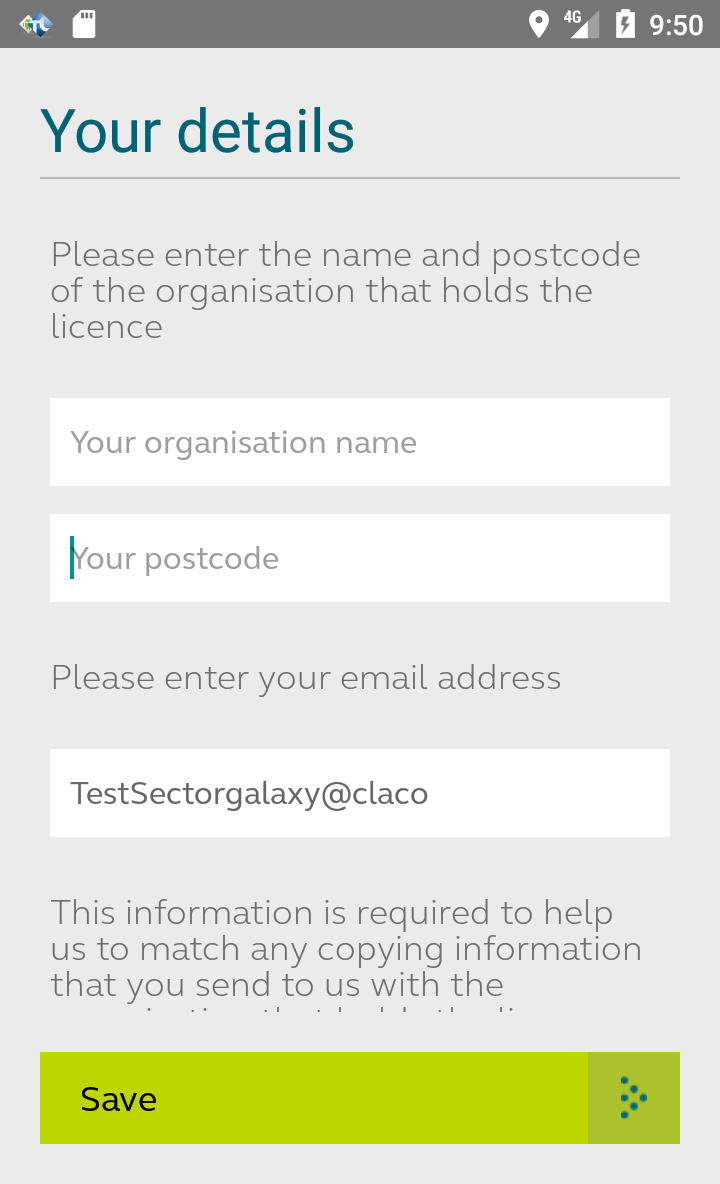 4G 9:50
Your details
Please enter the name and postcode
of the organisation that holds the
licence
Your organisation name
Your postcode
Please enter your email address
TestSectorgalaxy@claco
This information is required to help
us to match any copying information
that you send to us with the
Save